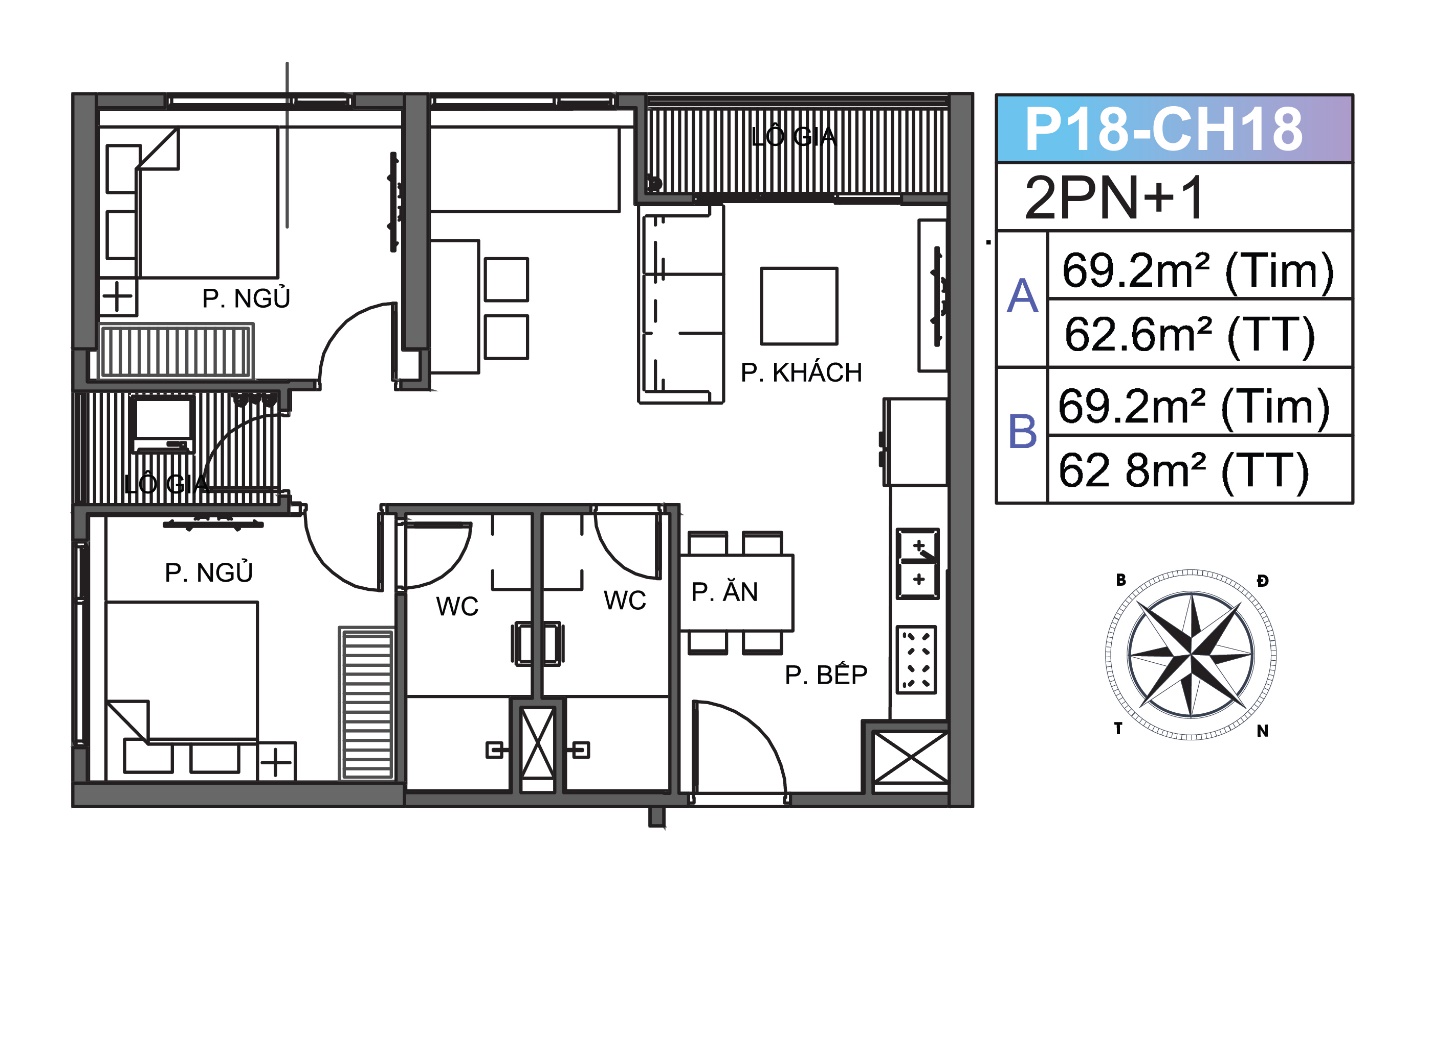 LÔ GIA
P. NGỦ
P. KHÁCH
LÔ GIA
P. NGỦ
WC
WC
P. ĂN
P. BẾP
P18-CH18
2PN+1
A
69.2m² (Tim)
62.6m² (TT)
B
69.2m² (Tim)
62 8m² (TT)
B
Đ
T
N